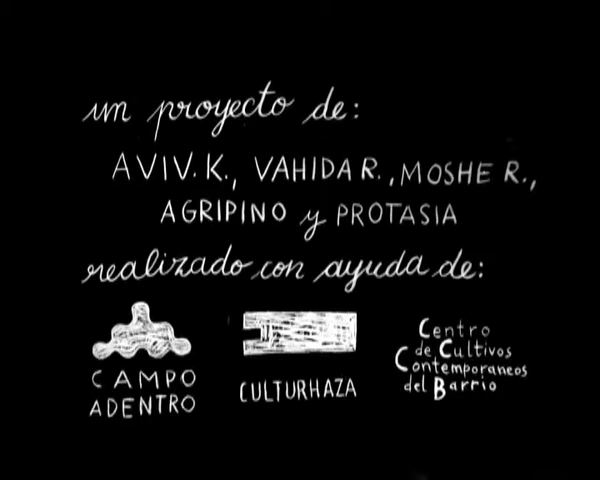 un proyecto de:
AVIV. K., VAHIDA R., MOSHE R.,
AGRIPINO y PROTASIA
realizado con ayuda de:
CAMPO
ADENTRO
CULTURHAZA
Centro
de Cultivos
Contemporaneos
del Barrio